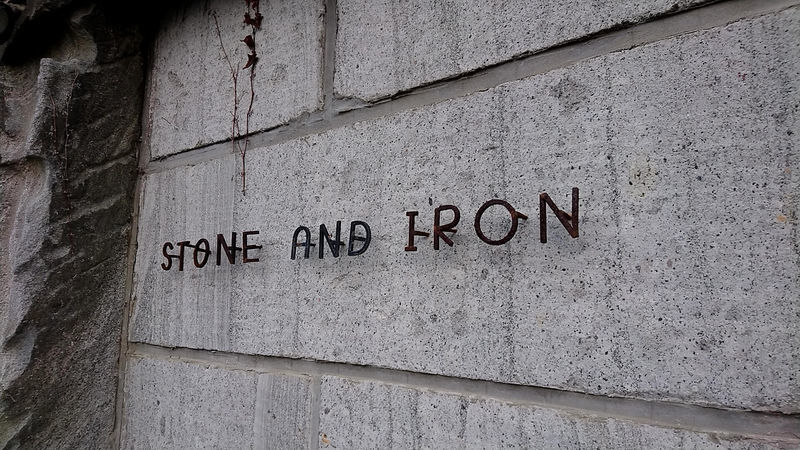 STONE AND IRON